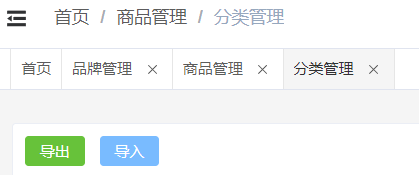 首页 / 商品管理 / 分类管理
首页 品牌管理 × 商品管理 × 分类管理 ×
导出 导入